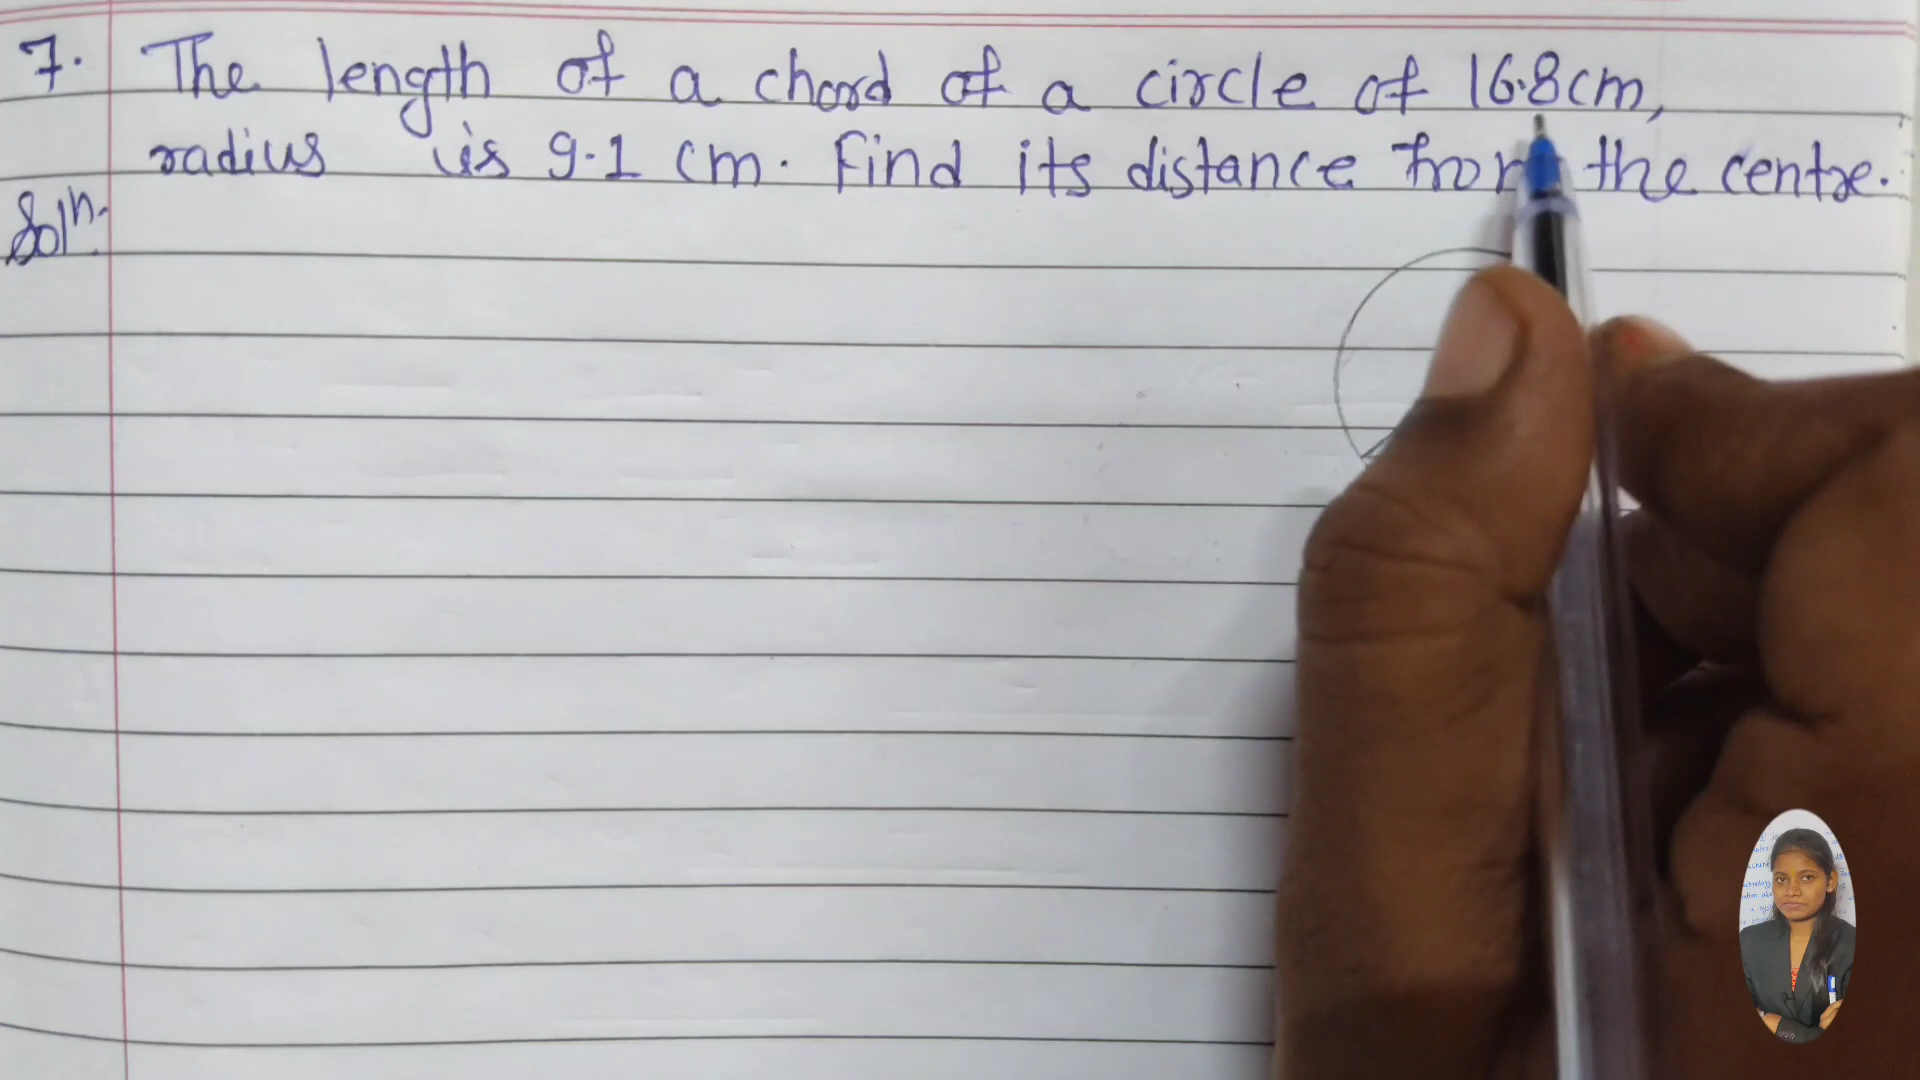 7. The length of a chord of a circle of 16.8cm,
radius is 9.1 cm. Find its distance from the centre.
Soln.